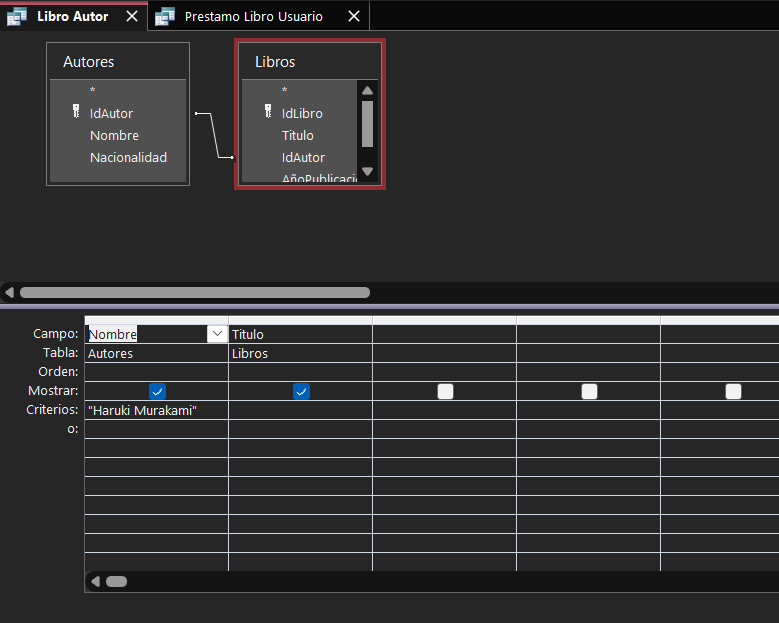 Libro Autor
Prestamo Libro Usuario
Autores
*
IdAutor
Nombre
Nacionalidad
Libros
*
IdLibro
Titulo
IdAutor
AñoPublicaci
Campo: Nombre Titulo
Tabla: Autores Libros
Orden:
Mostrar:
Criterios: "Haruki Murakami"
o: